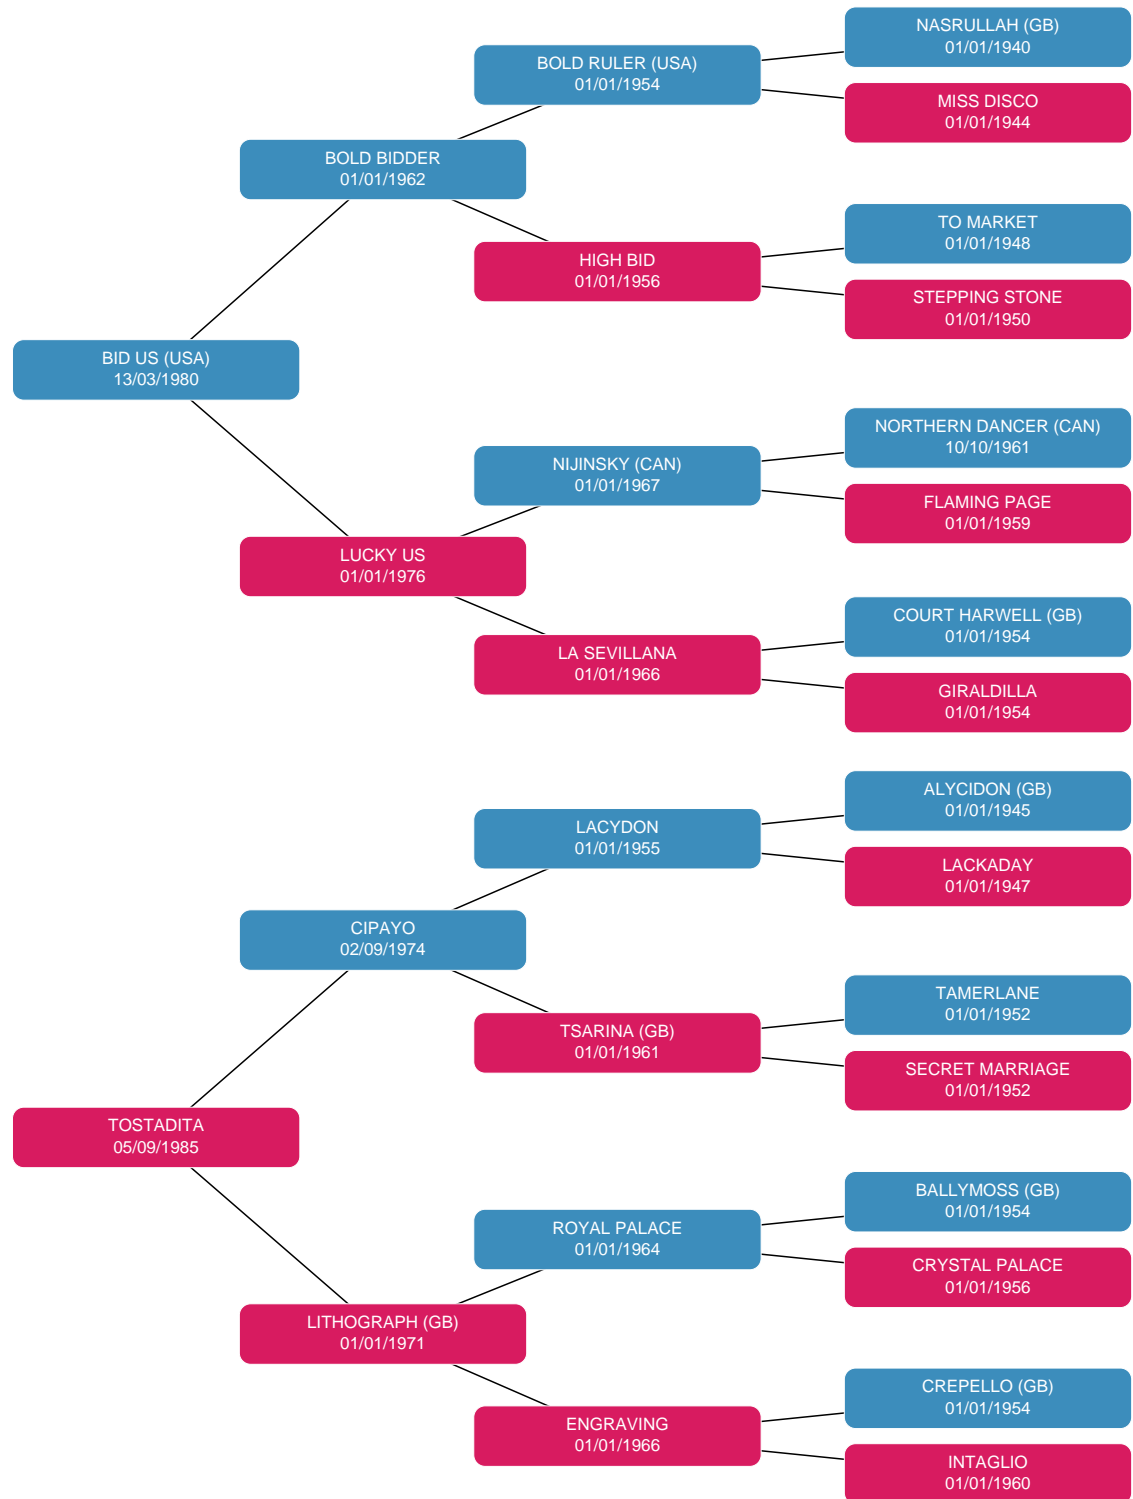 NASRULLAH (GB)
01/01/1940
BOLD RULER (USA)
01/01/1954
MISS DISCO
01/01/1944
BOLD BIDDER
01/01/1962
TO MARKET
01/01/1948
HIGH BID
01/01/1956
STEPPING STONE
01/01/1950
BID US (USA)
13/03/1980
NORTHERN DANCER (CAN)
10/10/1961
NIJINSKY (CAN)
01/01/1967
FLAMING PAGE
01/01/1959
LUCKY US
01/01/1976
COURT HARWELL (GB)
01/01/1954
LA SEVILLANA
01/01/1966
GIRALDILLA
01/01/1954
ALYCIDON (GB)
01/01/1945
LACYDON
01/01/1955
LACKADAY
01/01/1947
CIPAYO
02/09/1974
TAMERLANE
01/01/1952
TSARINA (GB)
01/01/1961
SECRET MARRIAGE
01/01/1952
TOSTADITA
05/09/1985
BALLYMOSS (GB)
01/01/1954
ROYAL PALACE
01/01/1964
CRYSTAL PALACE
01/01/1956
LITHOGRAPH (GB)
01/01/1971
CREPELLO (GB)
01/01/1954
ENGRAVING
01/01/1966
INTAGLIO
01/01/1960